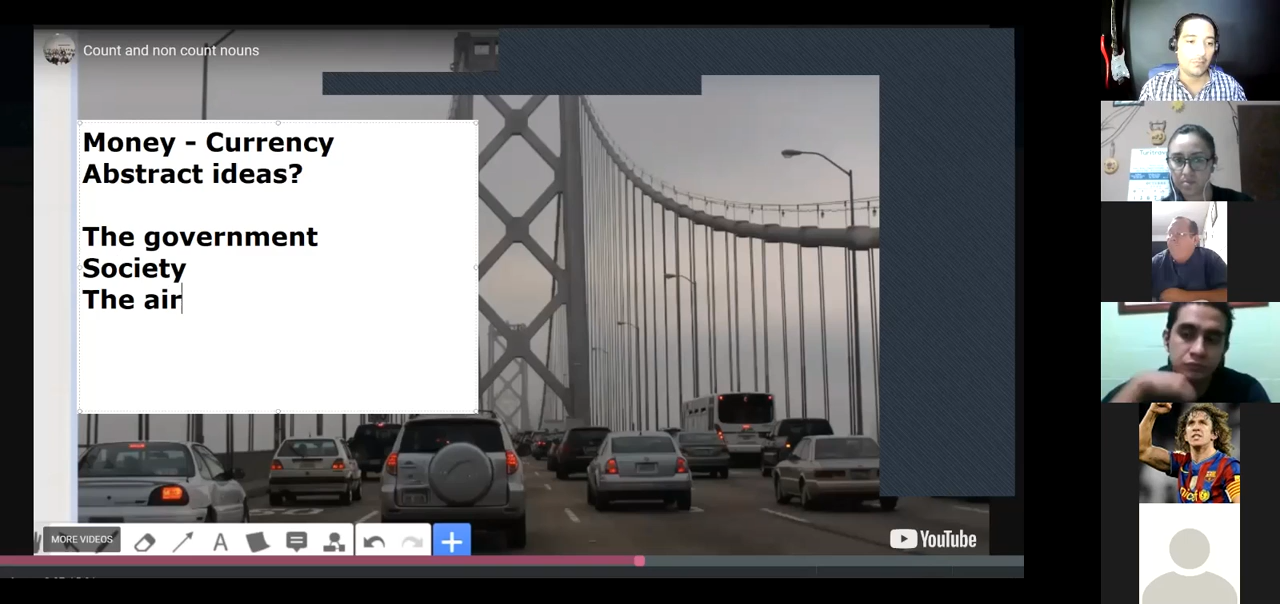 Count and non count nouns
Money - Currency
Abstract ideas?
The government
Society
The air
MORE VIDEOS
A
YouTube